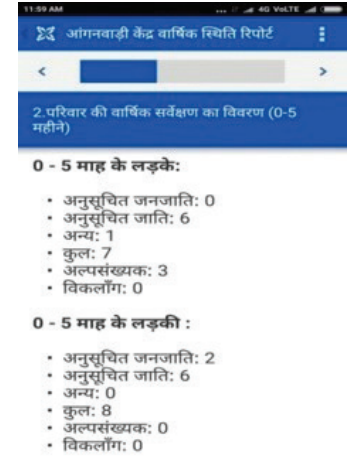 11:59 AM ... 4G VoLTE
आंगनवाड़ी केंद्र वार्षिक स्थिति रिपोर्ट
< >
2.परिवार की वार्षिक सर्वेक्षण का विवरण (0-5
महीने)
0 - 5 माह के लड़के:
• अनुसूचित जनजाति: 0
• अनुसूचित जाति: 6
• अन्य: 1
• कुल: 7
• अल्पसंख्यक: 3
• विकलाँग: 0
0 - 5 माह के लड़की :
• अनुसूचित जनजाति: 2
• अनुसूचित जाति: 6
• अन्य: 0
• कुल: 8
• अल्पसंख्यक: 0
• विकलाँग: 0